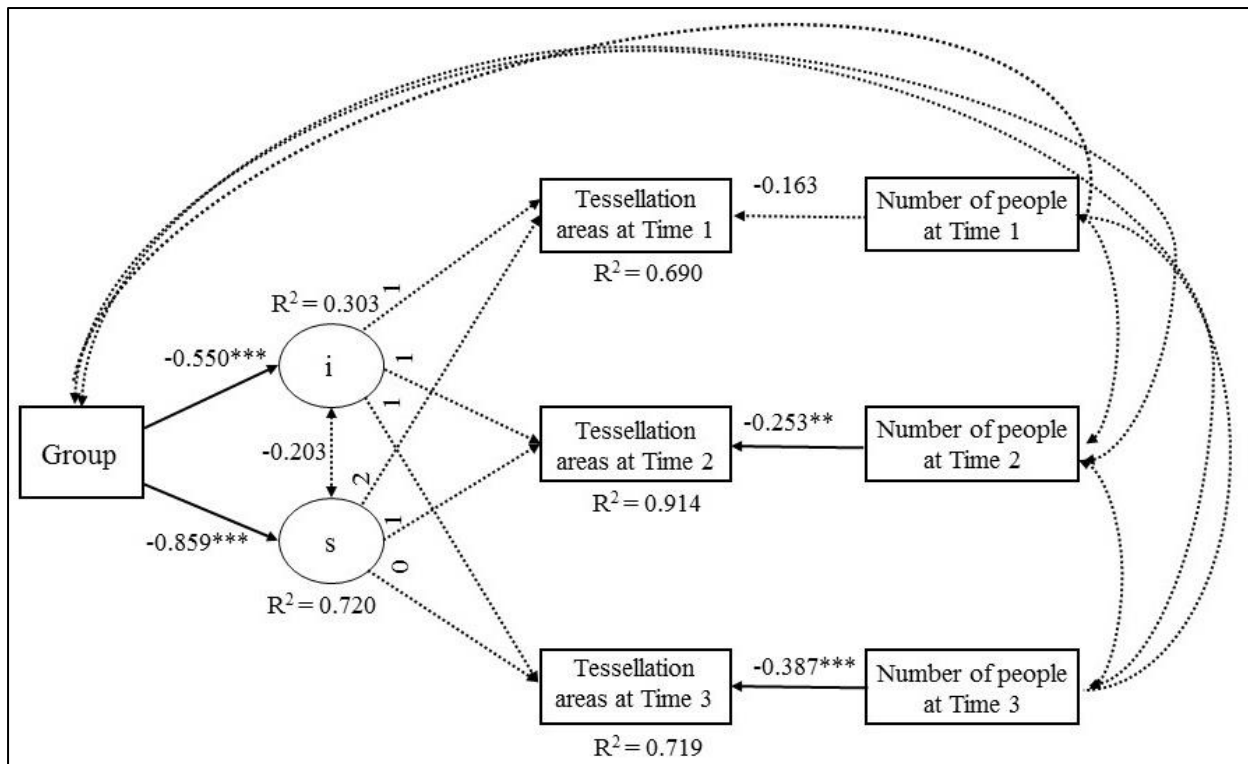 Tessellation
areas at Time 1
-0.163
Number of people
at Time 1
R² = 0.690
R² = 0.303
1
-0.550***
i
1
1
Group
-0.203
Tessellation
areas at Time 2
-0.253**
Number of people
at Time 2
R² = 0.914
2
1
-0.859***
s
0
R² = 0.720
Tessellation
areas at Time 3
-0.387***
Number of people
at Time 3
R² = 0.719